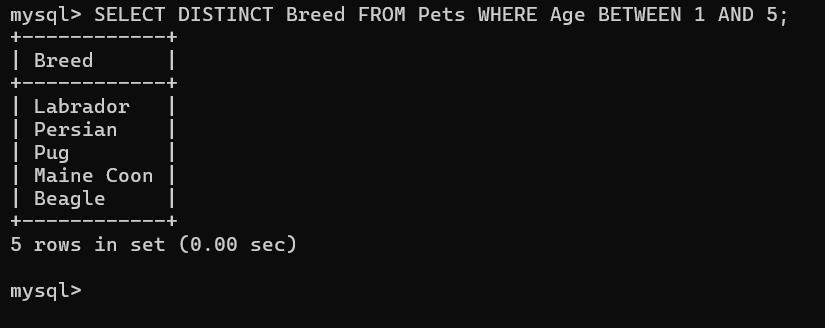 mysql> SELECT DISTINCT Breed FROM Pets WHERE Age BETWEEN 1 AND 5;
+------------+
| Breed      |
+------------+
| Labrador   |
| Persian    |
| Pug        |
| Maine Coon |
| Beagle     |
+------------+
5 rows in set (0.00 sec)

mysql>